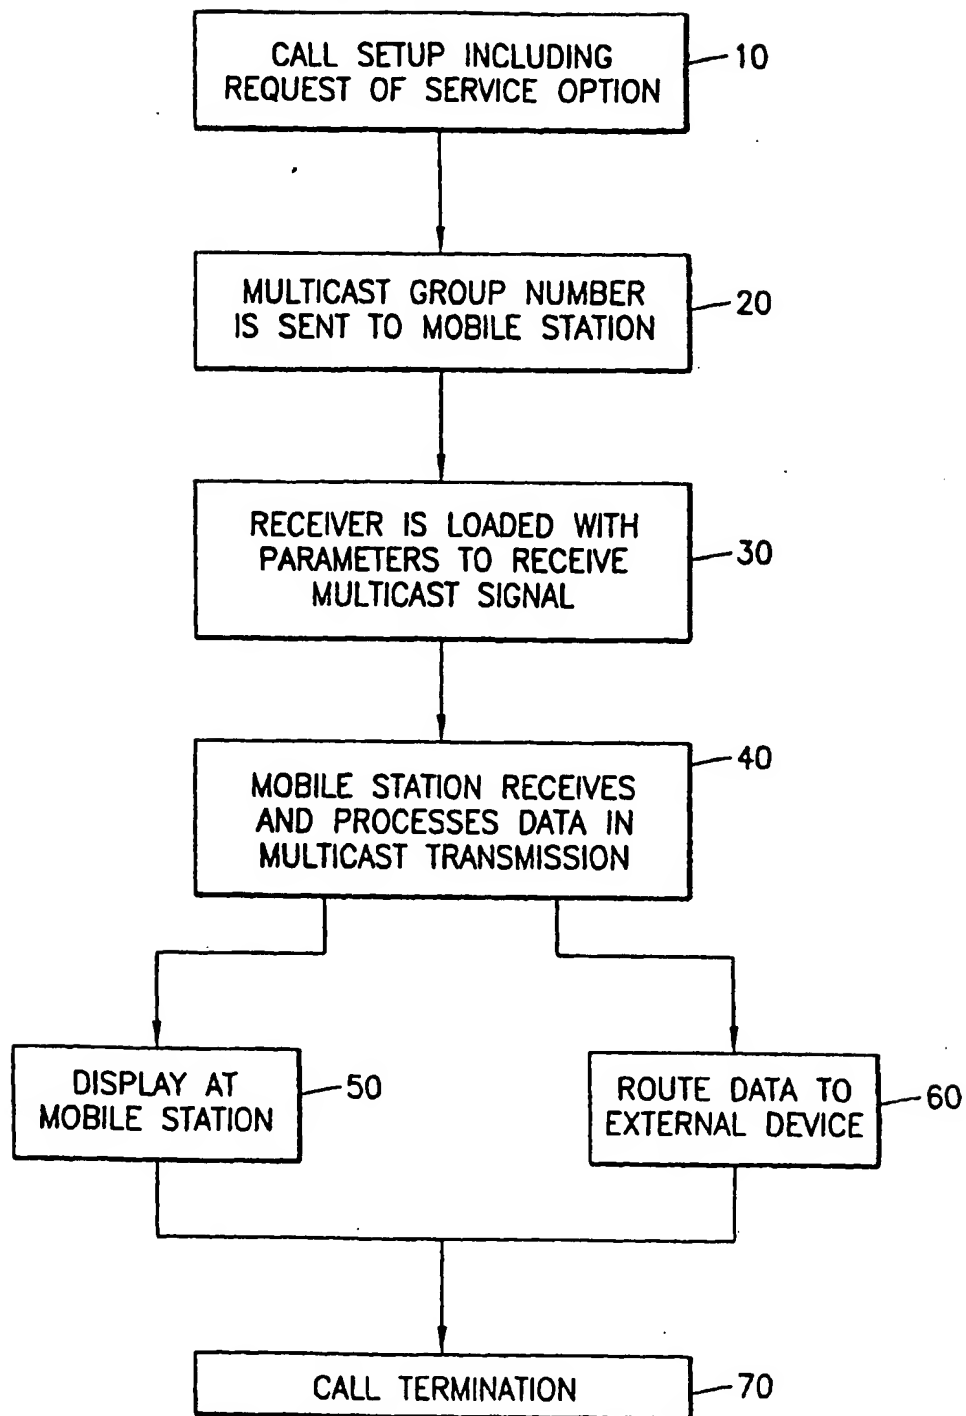 CALL SETUP INCLUDING
REQUEST OF SERVICE OPTION
10
MULTICAST GROUP NUMBER
IS SENT TO MOBILE STATION
20
RECEIVER IS LOADED WITH
PARAMETERS TO RECEIVE
MULTICAST SIGNAL
30
MOBILE STATION RECEIVES
AND PROCESSES DATA IN
MULTICAST TRANSMISSION
40
DISPLAY AT
MOBILE STATION
50
ROUTE DATA TO
EXTERNAL DEVICE
60
CALL TERMINATION
70